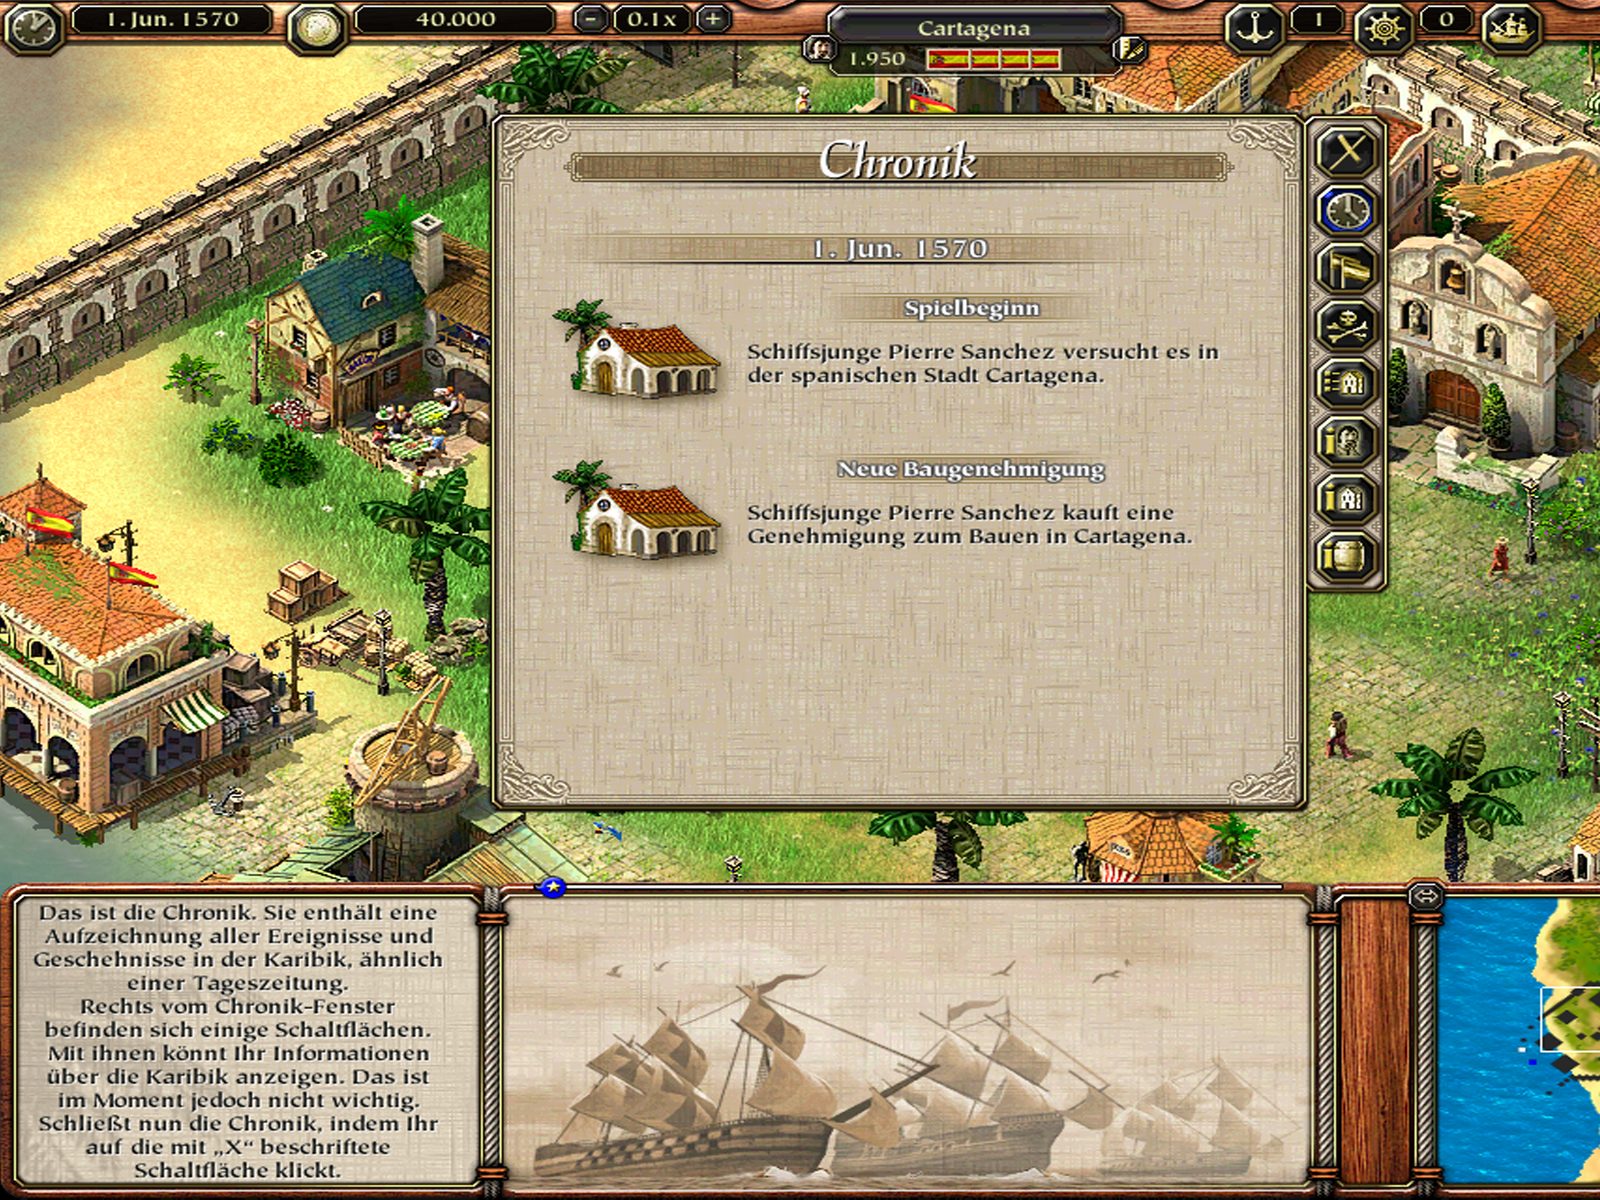 1. Jun. 1570
40.000
-
0.1x
+
Cartagena
1.950
1
0
Chronik
1. Jun. 1570
Spielbeginn
Schiffsjunge Pierre Sanchez versucht es in
der spanischen Stadt Cartagena.
Neue Baugenehmigung
Schiffsjunge Pierre Sanchez kauft eine
Genehmigung zum Bauen in Cartagena.
Das ist die Chronik. Sie enthält eine
Aufzeichnung aller Ereignisse und
Geschehnisse in der Karibik, ähnlich
einer Tageszeitung.
Rechts vom Chronik-Fenster
befinden sich einige Schaltflächen.
Mit ihnen könnt Ihr Informationen
über die Karibik anzeigen. Das ist
im Moment jedoch nicht wichtig.
Schließt nun die Chronik, indem Ihr
auf die mit „X“ beschriftete
Schaltfläche klickt.